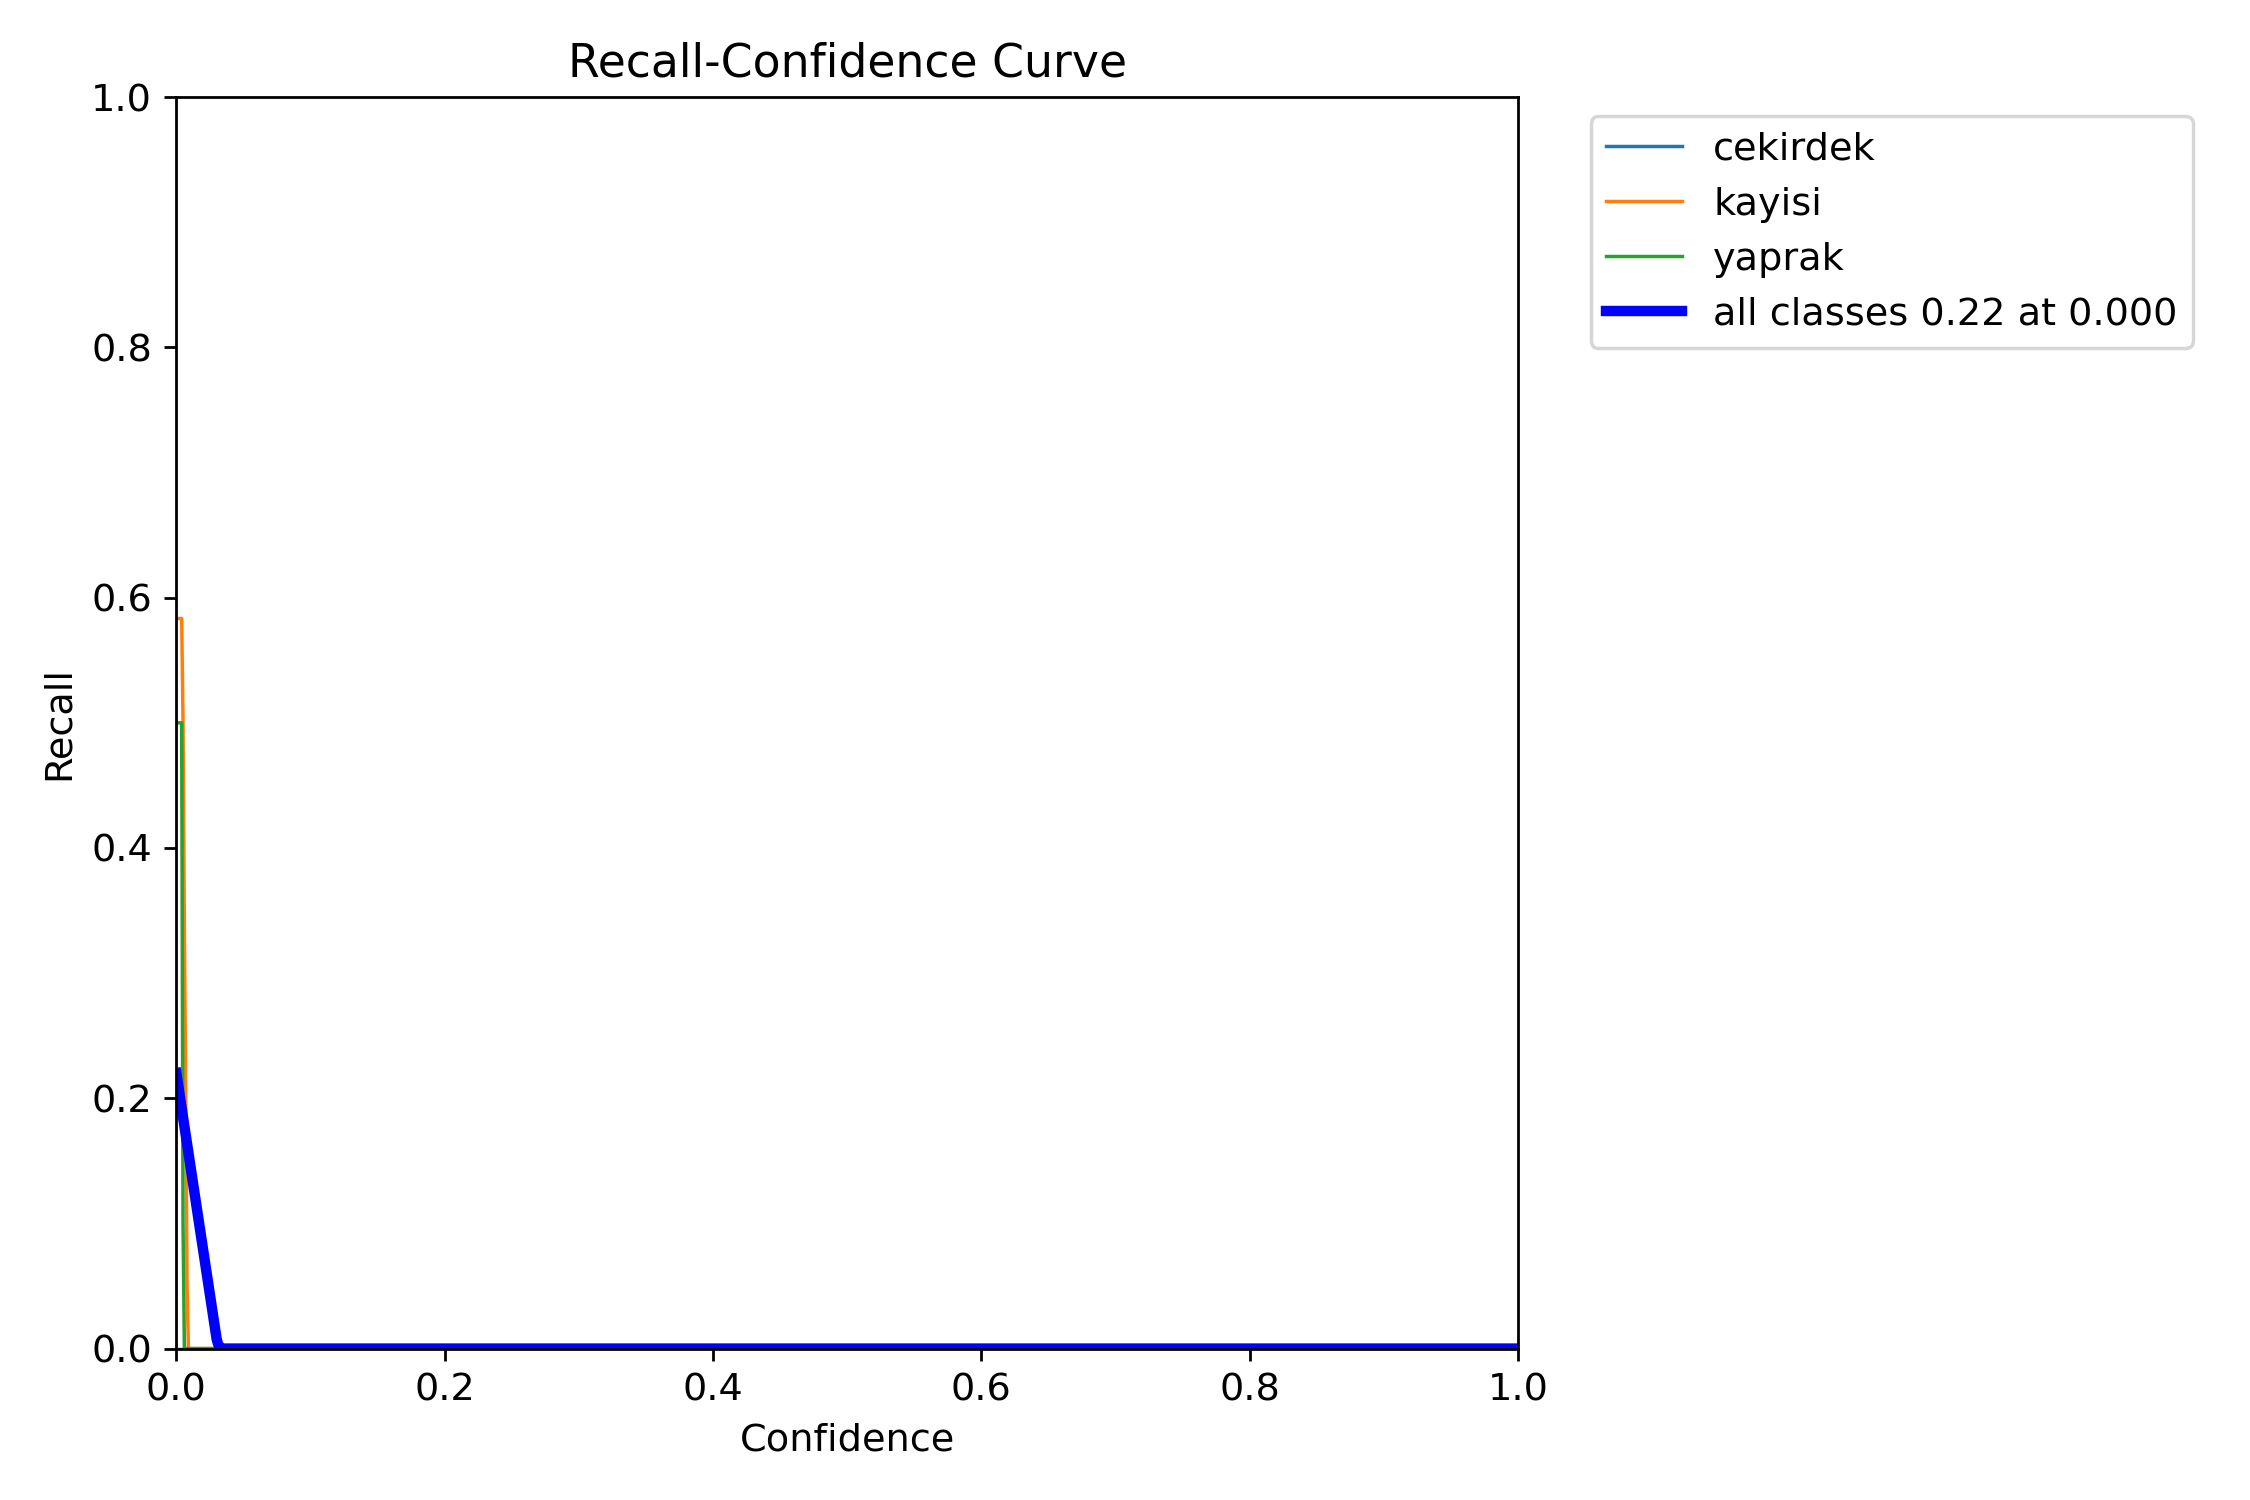 Recall-Confidence Curve
1.0
0.8
0.6
0.4
0.2
0.0
Recall
0.0 0.2 0.4 0.6 0.8 1.0
Confidence
cekirdek
kayisi
yaprak
all classes 0.22 at 0.000